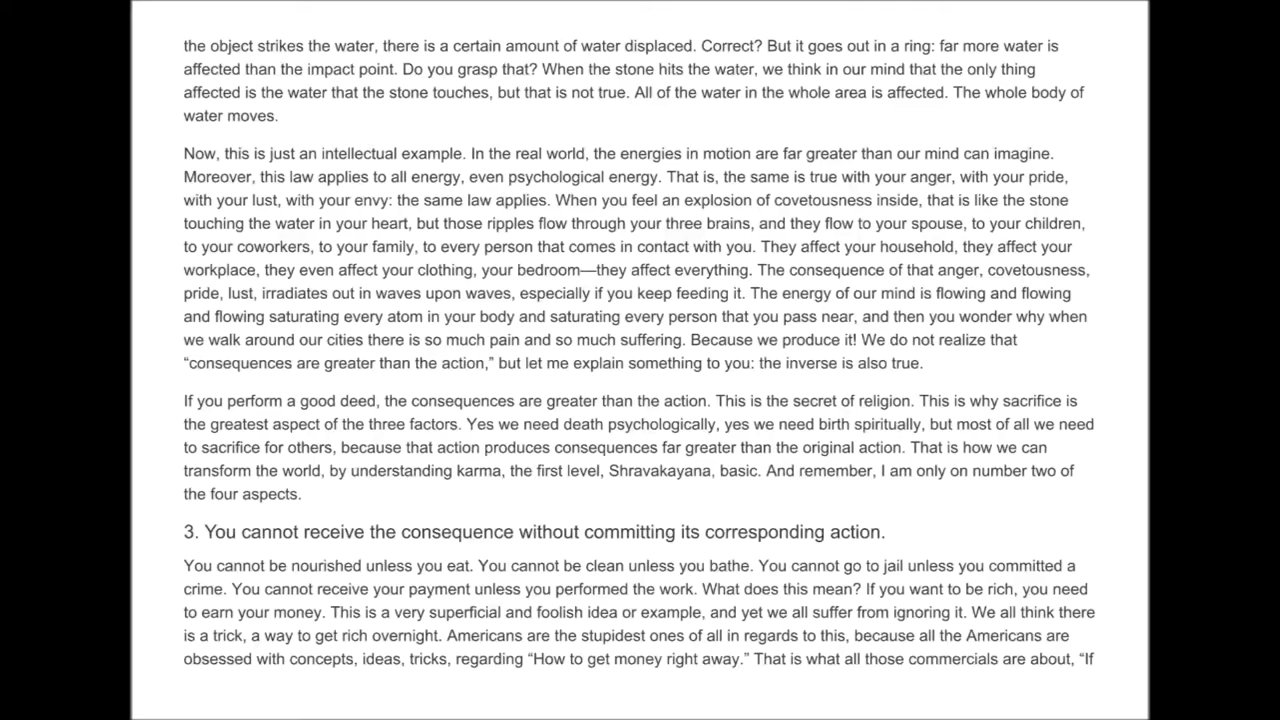 the object strikes the water, there is a certain amount of water displaced. Correct? But it goes out in a ring: far more water is
affected than the impact point. Do you grasp that? When the stone hits the water, we think in our mind that the only thing
affected is the water that the stone touches, but that is not true. All of the water in the whole area is affected. The whole body of
water moves.
Now, this is just an intellectual example. In the real world, the energies in motion are far greater than our mind can imagine.
Moreover, this law applies to all energy, even psychological energy. That is, the same is true with your anger, with your pride,
with your lust, with your envy: the same law applies. When you feel an explosion of covetousness inside, that is like the stone
touching the water in your heart, but those ripples flow through your three brains, and they flow to your spouse, to your children,
to your coworkers, to your family, to every person that comes in contact with you. They affect your household, they affect your
workplace, they even affect your clothing, your bedroom—they affect everything. The consequence of that anger, covetousness,
pride, lust, irradiates out in waves upon waves, especially if you keep feeding it. The energy of our mind is flowing and flowing
and flowing saturating every atom in your body and saturating every person that you pass near, and then you wonder why when
we walk around our cities there is so much pain and so much suffering. Because we produce it! We do not realize that
“consequences are greater than the action,” but let me explain something to you: the inverse is also true.
If you perform a good deed, the consequences are greater than the action. This is the secret of religion. This is why sacrifice is
the greatest aspect of the three factors. Yes we need death psychologically, yes we need birth spiritually, but most of all we need
to sacrifice for others, because that action produces consequences far greater than the original action. That is how we can
transform the world, by understanding karma, the first level, Shravakayana, basic. And remember, I am only on number two of
the four aspects.
3. You cannot receive the consequence without committing its corresponding action.
You cannot be nourished unless you eat. You cannot be clean unless you bathe. You cannot go to jail unless you committed a
crime. You cannot receive your payment unless you performed the work. What does this mean? If you want to be rich, you need
to earn your money. This is a very superficial and foolish idea or example, and yet we all suffer from ignoring it. We all think there
is a trick, a way to get rich overnight. Americans are the stupidest ones of all in regards to this, because all the Americans are
obsessed with concepts, ideas, tricks, regarding “How to get money right away.” That is what all those commercials are about, “If